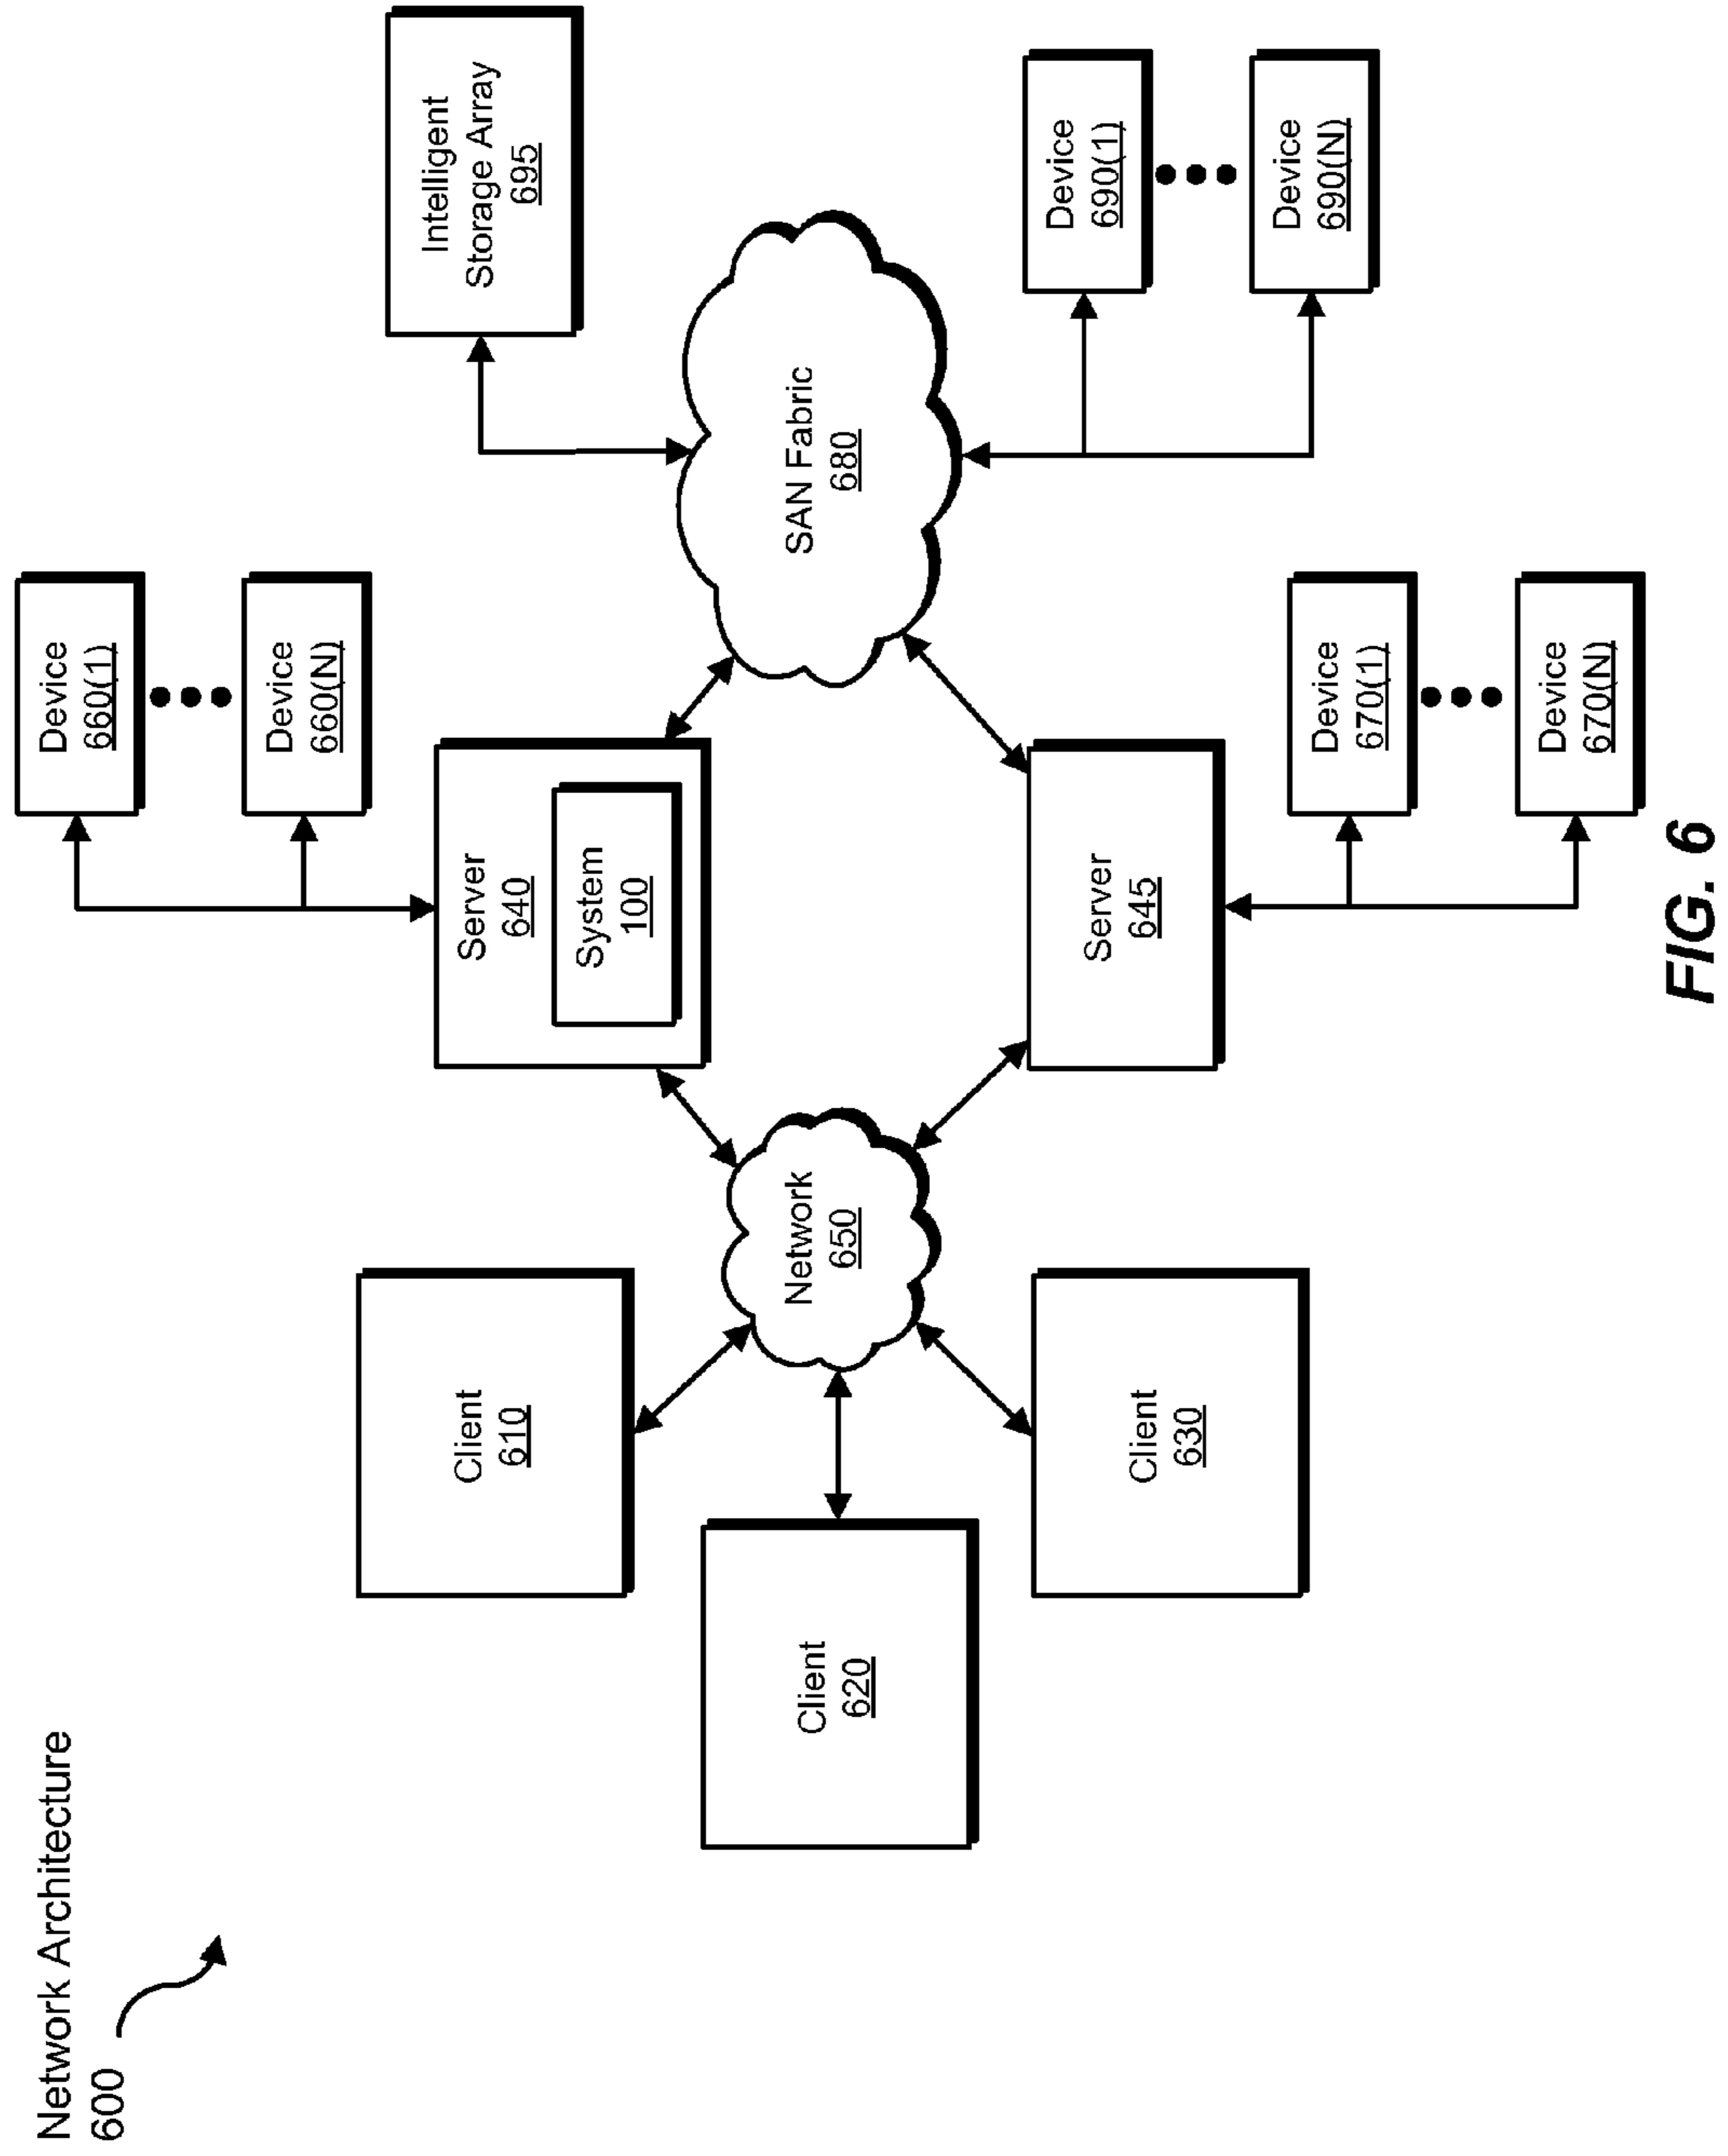 Network Architecture
600
Device
660(1)
Device
660(N)
Intelligent
Storage Array
695
Client
610
Server
640
System
100
Client
620
Network
650
SAN Fabric
680
Client
630
Server
645
Device
690(1)
Device
690(N)
Device
670(1)
Device
670(N)
FIG. 6